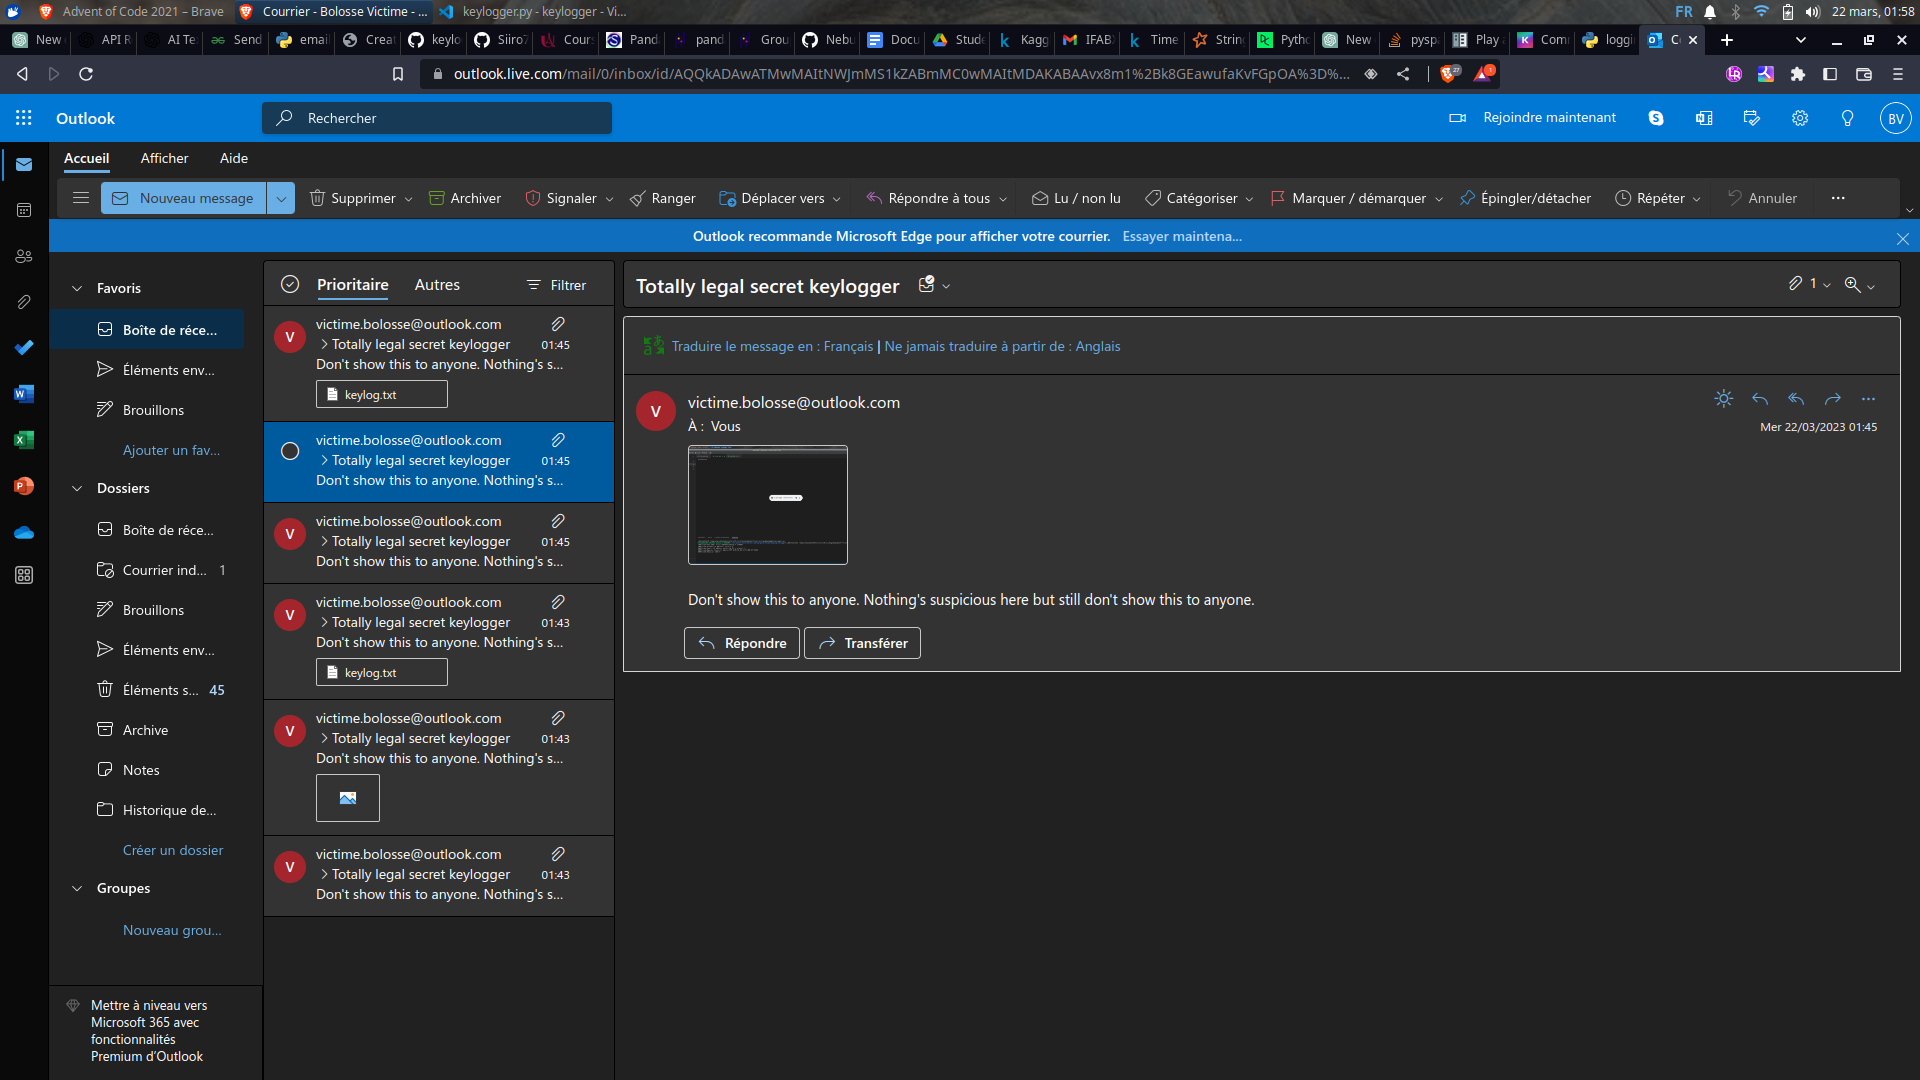 Advent of Code 2021 – Brave
Courrier - Bolosse Victime - ...
keylogger.py - keylogger - Vi...
FR
22 mars, 01:58
New
API R
AI Te
Send
email
Creat
keylo
Siiro7
Cours
Panda
panda
Grou
Nebu
Docu
Stude
Kagg
IFAB
Time
String
Pytho
New
pyspa
Play a
Com
loggin
Co
outlook.live.com/mail/0/inbox/id/AQQkADAwATMwMAItNWJmMS1kZABmMC0wMAItMDAKABAAvx8m1%2Bk8GEawufaKvFGpOA%3D%...
27
1
Outlook
Rechercher
Rejoindre maintenant
BV
Accueil
Afficher
Aide
Nouveau message
Supprimer
Archiver
Signaler
Ranger
Déplacer vers
Répondre à tous
Lu / non lu
Catégoriser
Marquer / démarquer
Épingler/détacher
Répéter
Annuler
Outlook recommande Microsoft Edge pour afficher votre courrier. Essayer maintena...
Favoris
Boîte de réce...
Éléments env...
Brouillons
Ajouter un fav...
Dossiers
Boîte de réce...
Courrier ind... 1
Brouillons
Éléments env...
Éléments s... 45
Archive
Notes
Historique de...
Créer un dossier
Groupes
Nouveau grou...
Mettre à niveau vers
Microsoft 365 avec
fonctionnalités
Premium d’Outlook
Prioritaire
Autres
Filtrer
V
victime.bolosse@outlook.com
Totally legal secret keylogger 01:45
Don't show this to anyone. Nothing's s...
keylog.txt
victime.bolosse@outlook.com
Totally legal secret keylogger 01:45
Don't show this to anyone. Nothing's s...
V
victime.bolosse@outlook.com
Totally legal secret keylogger 01:45
Don't show this to anyone. Nothing's s...
V
victime.bolosse@outlook.com
Totally legal secret keylogger 01:43
Don't show this to anyone. Nothing's s...
keylog.txt
V
victime.bolosse@outlook.com
Totally legal secret keylogger 01:43
Don't show this to anyone. Nothing's s...
V
victime.bolosse@outlook.com
Totally legal secret keylogger 01:43
Don't show this to anyone. Nothing's s...
Totally legal secret keylogger
1
Traduire le message en : Français | Ne jamais traduire à partir de : Anglais
V
victime.bolosse@outlook.com
À : Vous
Mer 22/03/2023 01:45
Don't show this to anyone. Nothing's suspicious here but still don't show this to anyone.
Répondre
Transférer